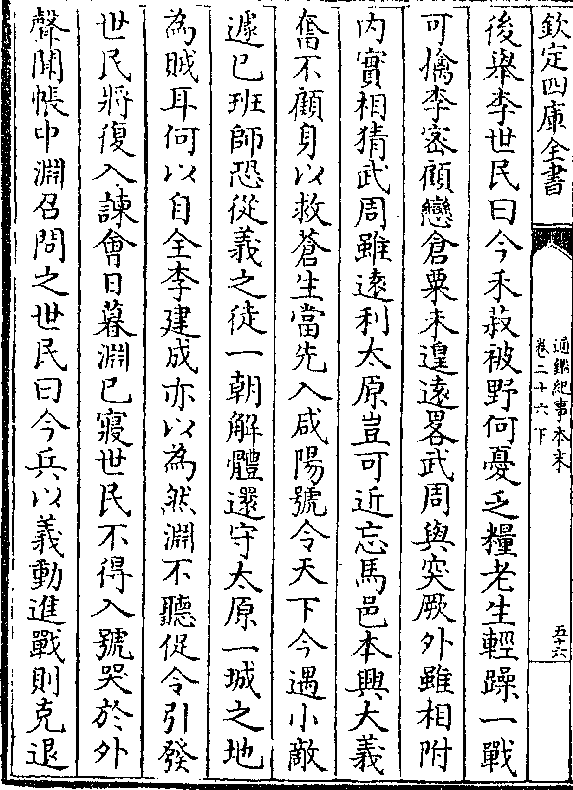 欽定四庫全書
通鑑紀事本末
卷二十六下
五六
後舉李世民曰今禾菽被野何憂乏糧老生輕躁一戰
可擒李宻顧戀倉粟未遑逺畧武周與突厥外雖相附
内實相猜武周雖逺利太原豈可近忘馬邑本興大義
奮不顧身以救蒼生當先入咸陽號令天下今遇小敵
遽已班師恐從義之徒一朝解體還守太原一城之地
為賊耳何以自全李建成亦以為然淵不聽促令引發
世民將復入諫會日暮淵已寢世民不得入號哭於外
聲聞帳中淵召問之世民曰今兵以義動進戰則克退